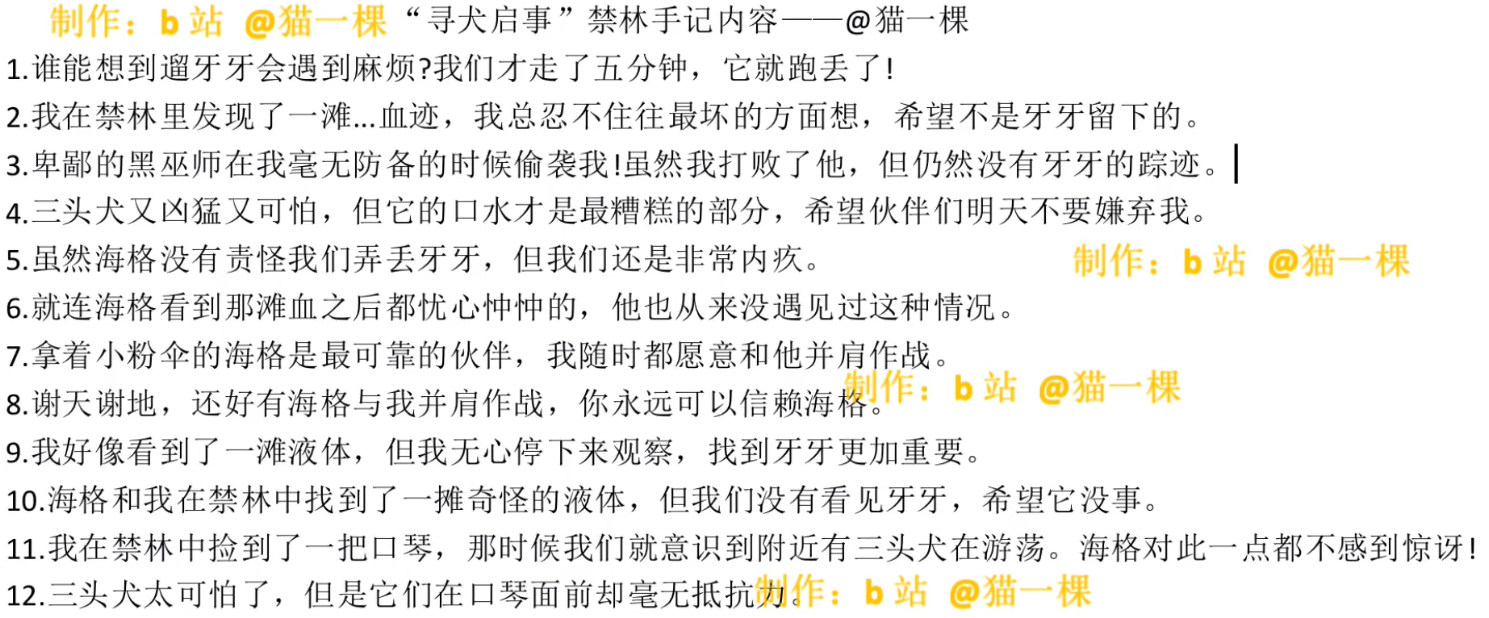 制作：b 站 @猫一棵 “寻犬启事”禁林手记内容——@猫一棵
1.谁能想到遛牙牙会遇到麻烦?我们才走了五分钟，它就跑丢了!
2.我在禁林里发现了一滩...血迹，我总忍不住往最坏的方面想，希望不是牙牙留下的。
3.卑鄙的黑巫师在我毫无防备的时候偷袭我!虽然我打败了他，但仍然没有牙牙的踪迹。
4.三头犬又凶猛又可怕，但它的口水才是最糟糕的部分，希望伙伴们明天不要嫌弃我。
5.虽然海格没有责怪我们弄丢牙牙，但我们还是非常内疚。
制作：b 站 @猫一棵
6.就连海格看到那滩血之后都忧心忡忡的，他也从来没遇见过这种情况。
7.拿着小粉伞的海格是最可靠的伙伴，我随时都愿意和他并肩作战。
制作：b 站 @猫一棵
8.谢天谢地，还好有海格与我并肩作战，你永远可以信赖海格。
9.我好像看到了一滩液体，但我无心停下来观察，找到牙牙更加重要。
10.海格和我在禁林中找到了一摊奇怪的液体，但我们没有看见牙牙，希望它没事。
11.我在禁林中捡到了一把口琴，那时候我们就意识到附近有三头犬在游荡。海格对此一点都不感到惊讶!
12.三头犬太可怕了，但是它们在口琴面前却毫无抵抗力。
制作：b 站 @猫一棵